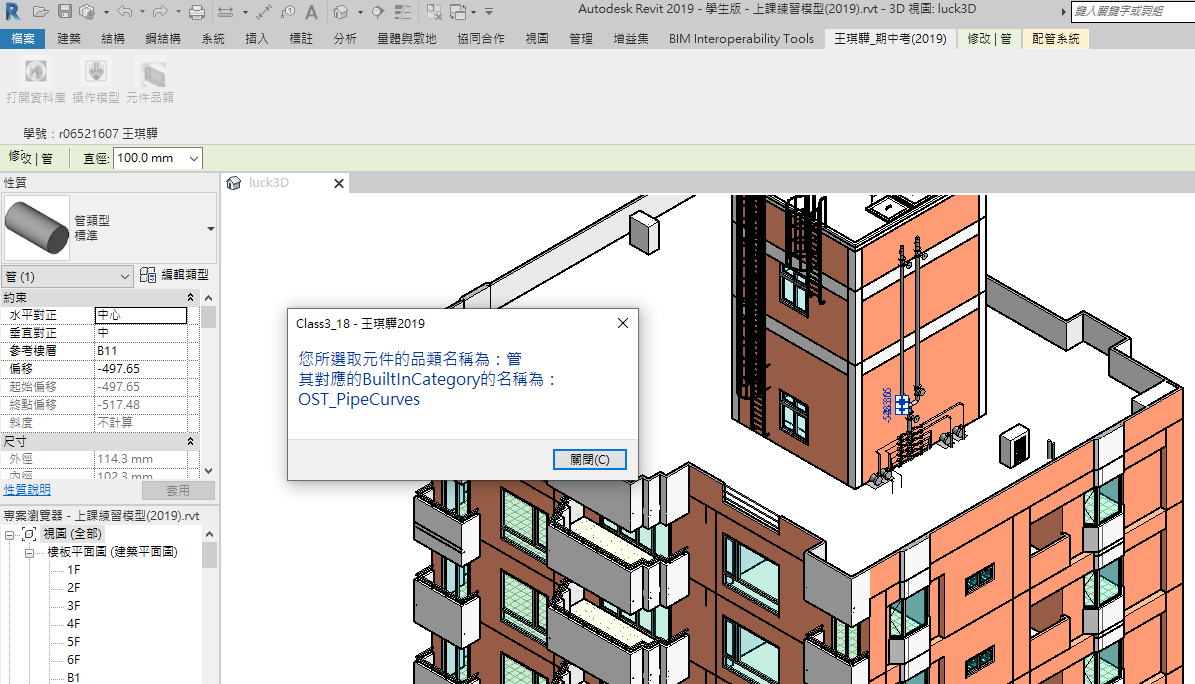 Autodesk Revit 2019 - 學生版 - 上課練習模型(2019).rvt - 3D 視圖: luck3D
鍵入關鍵字或詞組
檔案 建築 結構 鋼結構 系統 插入 標註 分析 量體與敷地 協同合作 視圖 管理 增益集 BIM Interoperability Tools 王琪驊_期中考(2019) 修改 | 管 配管系統
打開資料庫 操作模型 元件品類
學號：r06521607 王琪驊
修改 | 管 直徑: 100.0 mm
性質
luck3D
管類型
標準
管 (1) 編輯類型
約束
水平對正 中心
垂直對正 中
參考樓層 B11
偏移 -497.65
起始偏移 -497.65
終點偏移 -517.48
斜度 不計算
尺寸
外徑 114.3 mm
內徑 102.3 mm
性質說明 套用
專案瀏覽器 - 上課練習模型(2019).rvt
視圖 (全部)
樓板平面圖 (建築平面圖)
1F
2F
3F
4F
5F
6F
B1
Class3_18 - 王琪驊2019
您所選取元件的品類名稱為：管
其對應的BuiltInCategory的名稱為：
OST_PipeCurves
關閉(C)